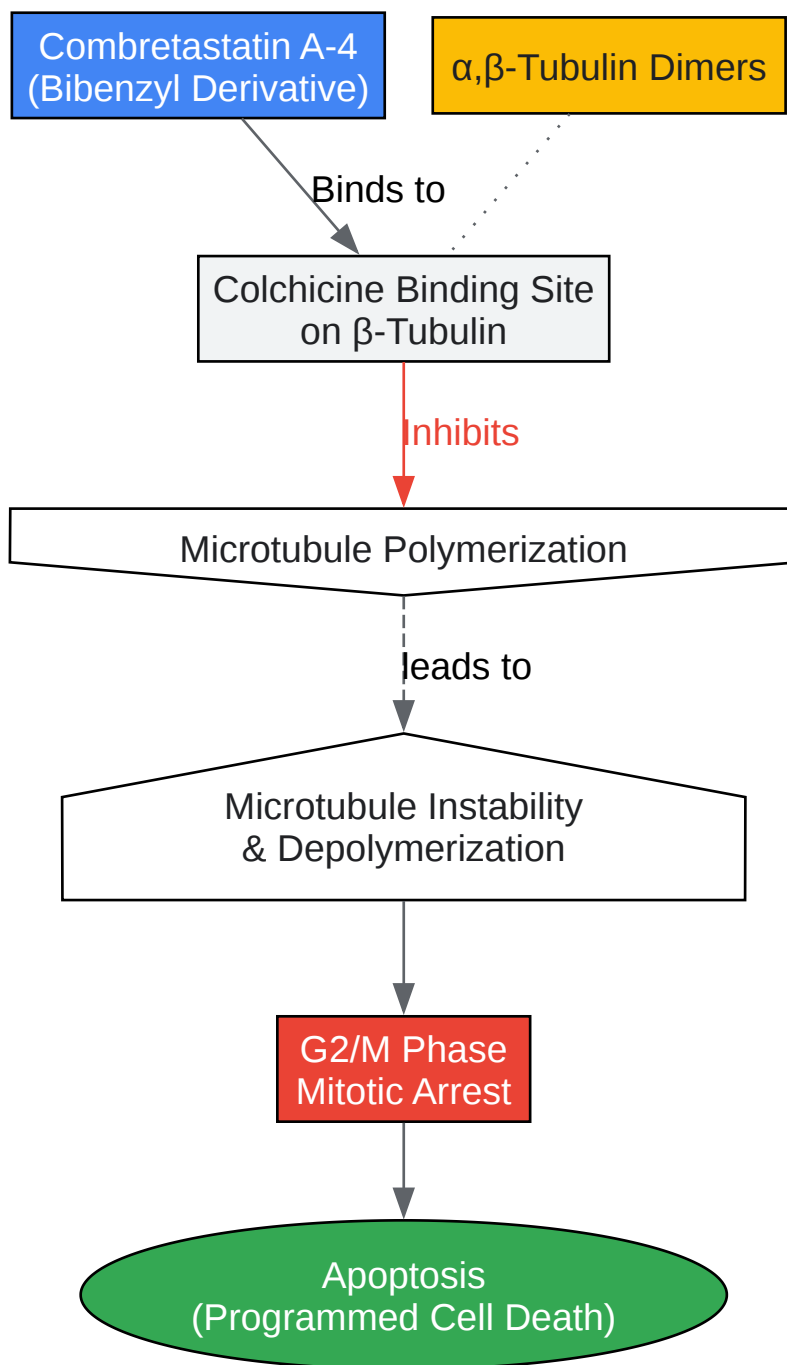 Combretastatin A-4
(Bibenzyl Derivative)
α,β-Tubulin Dimers
Binds to
Colchicine Binding Site
on β-Tubulin
Inhibits
Microtubule Polymerization
leads to
Microtubule Instability
& Depolymerization
G2/M Phase
Mitotic Arrest
Apoptosis
(Programmed Cell Death)